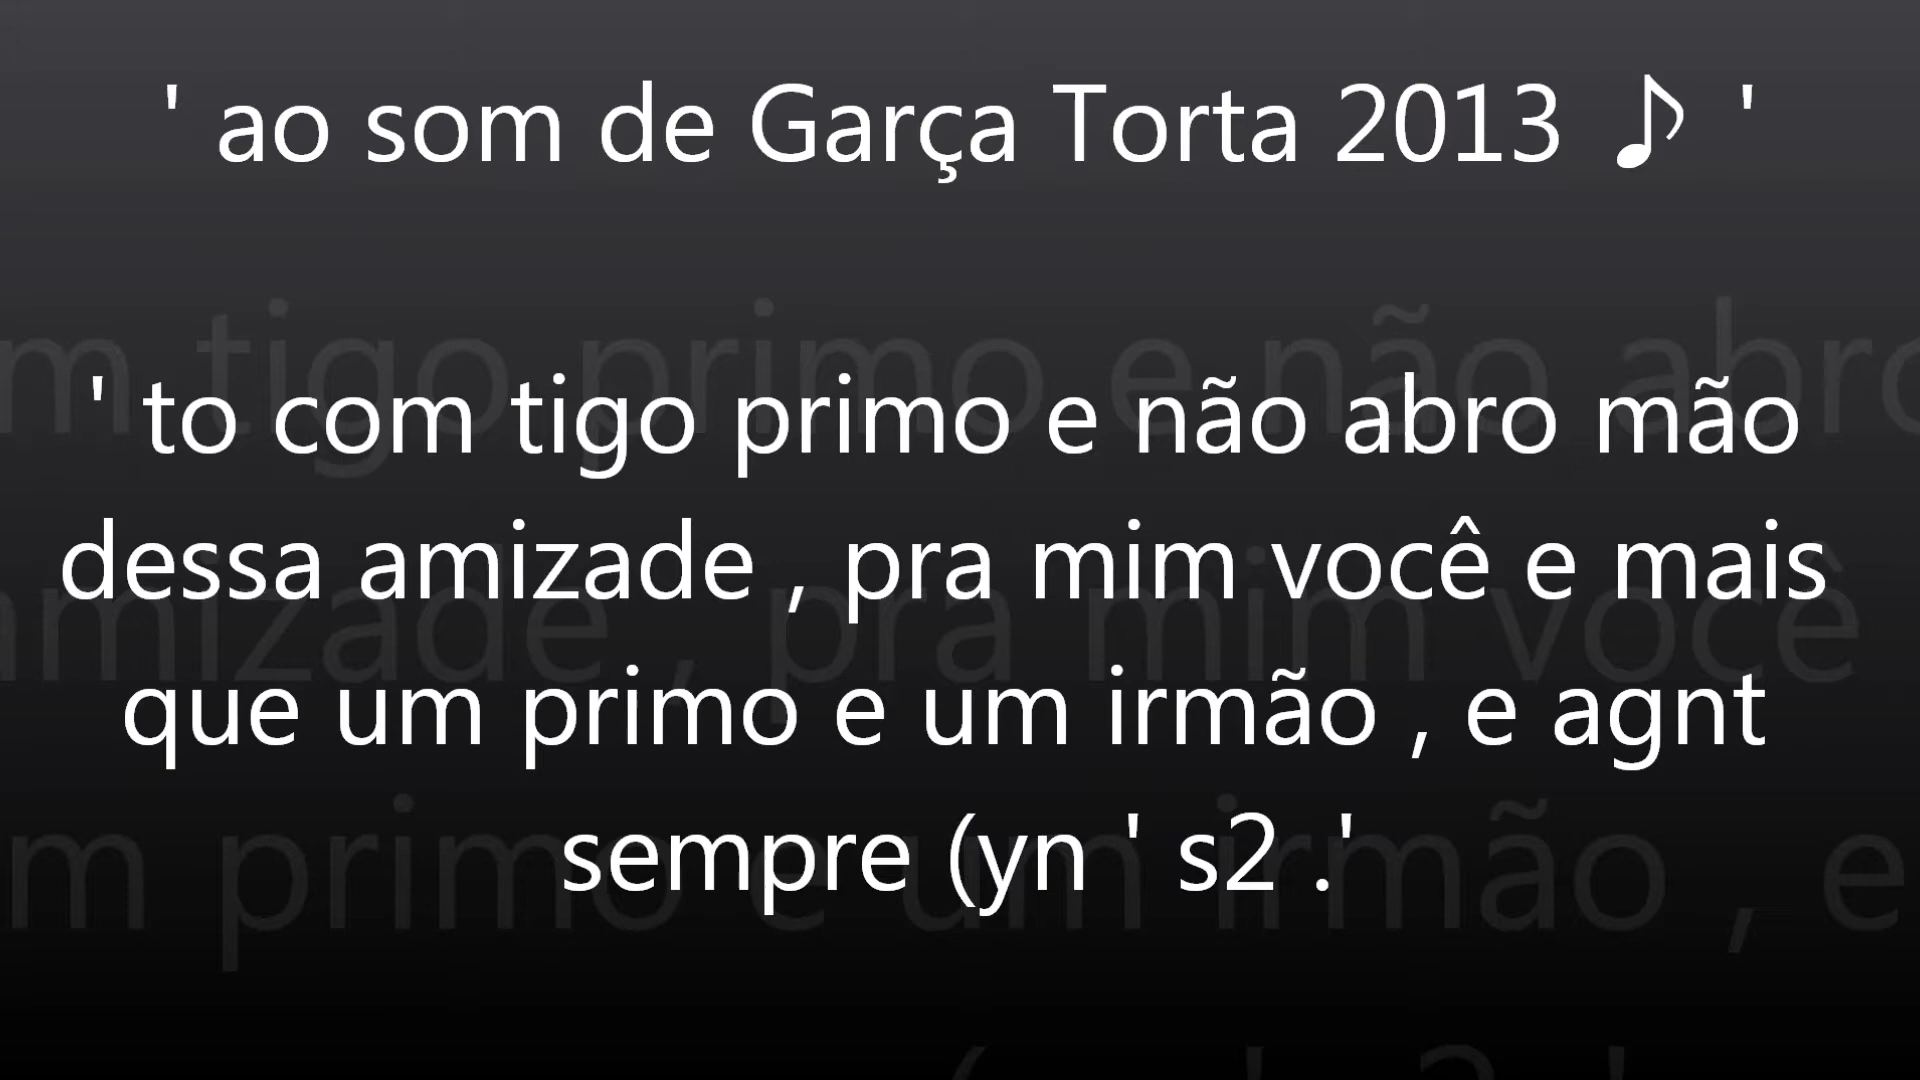 ' ao som de Garça Torta 2013 ♪ '
' to com tigo primo e não abro mão
dessa amizade , pra mim você e mais
que um primo e um irmão , e agnt
sempre (yn ' s2 .'